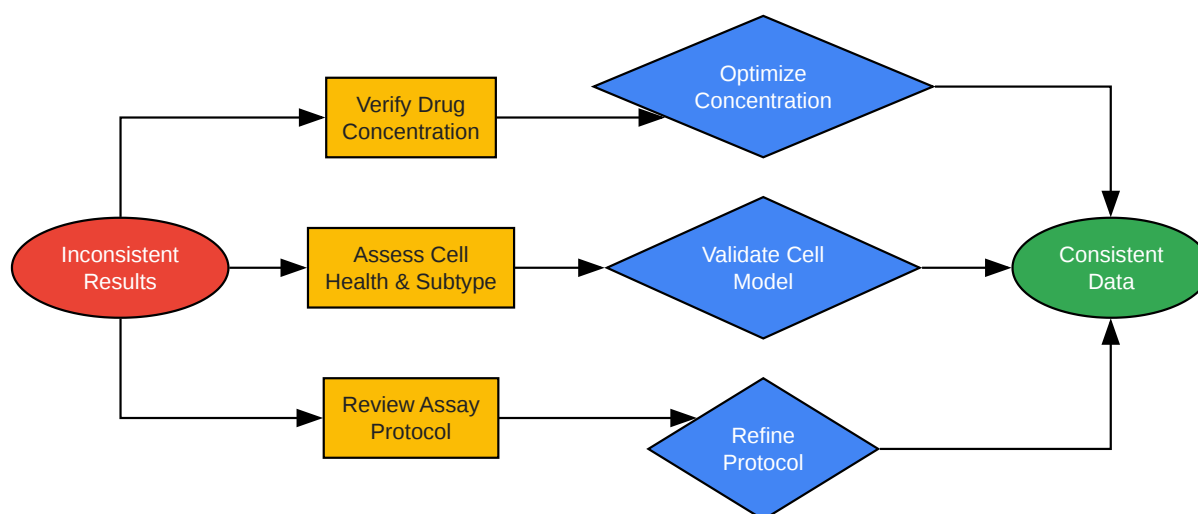 Optimize
Concentration
Verify Drug
Concentration
Inconsistent
Results
Assess Cell
Health & Subtype
Validate Cell
Model
Consistent
Data
Review Assay
Protocol
Refine
Protocol